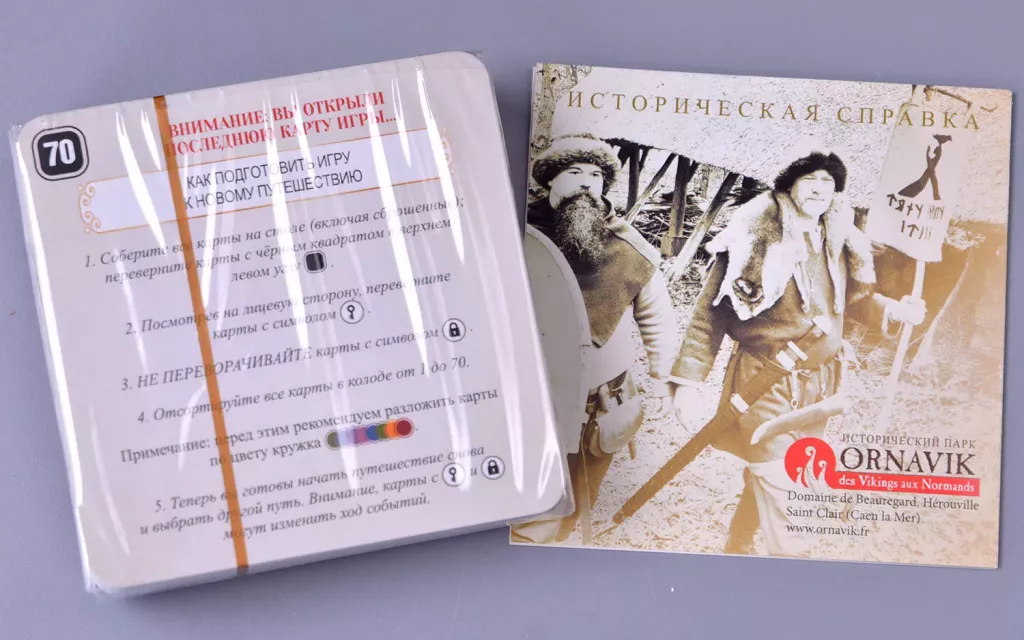 70
ВНИМАНИЕ: ВЫ ОТКРЫЛИ
ПОСЛЕДНЮЮ КАРТУ ИГРЫ...
КАК ПОДГОТОВИТЬ ИГРУ
К НОВОМУ ПУТЕШЕСТВИЮ
1. Соберите все карты на столе (включая сброшенные);
переверните карты с чёрным квадратом в верхнем
левом углу .
2. Посмотрев на лицевую сторону, переверните
карты с символом .
3. НЕ ПЕРЕВОРАЧИВАЙТЕ карты с символом .
4. Отсортируйте все карты в колоде от 1 до 70.
Примечание: перед этим рекомендуем разложить карты
по цвету кружка
5. Теперь вы готовы начать путешествие снова
и выбрать другой путь. Внимание, карты с и
могут изменить ход событий.
ИСТОРИЧЕСКАЯ СПРАВКА
ИСТОРИЧЕСКИЙ ПАРК
ORNAVIK
des Vikings aux Normands
Domaine de Beauregard, Hérouville
Saint Clair (Caen la Mer)
www.ornavik.fr